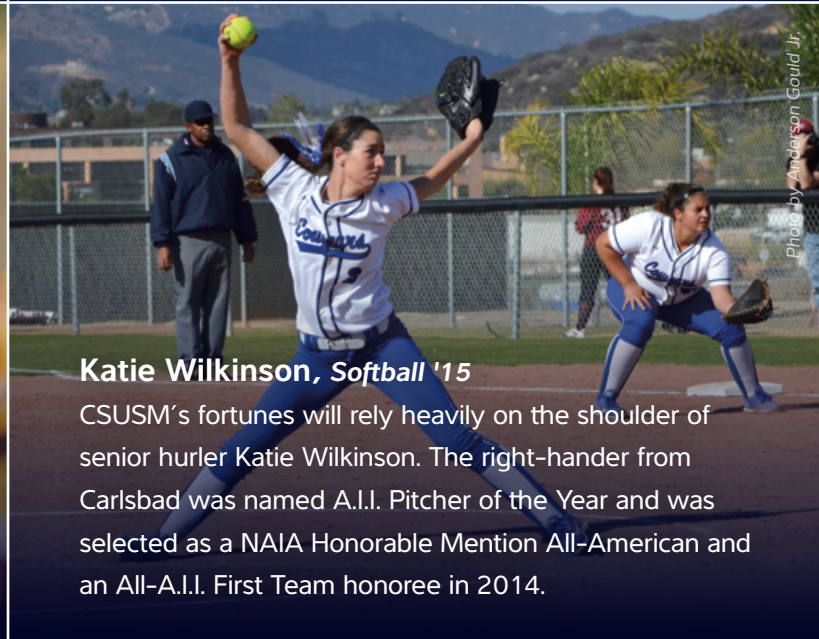 Photo by Anderson Gould Jr.
Cougars
2
Cougars
Katie Wilkinson, Softball '15
CSUSM´s fortunes will rely heavily on the shoulder of
senior hurler Katie Wilkinson. The right-hander from
Carlsbad was named A.I.I. Pitcher of the Year and was
selected as a NAIA Honorable Mention All-American and
an All-A.I.I. First Team honoree in 2014.